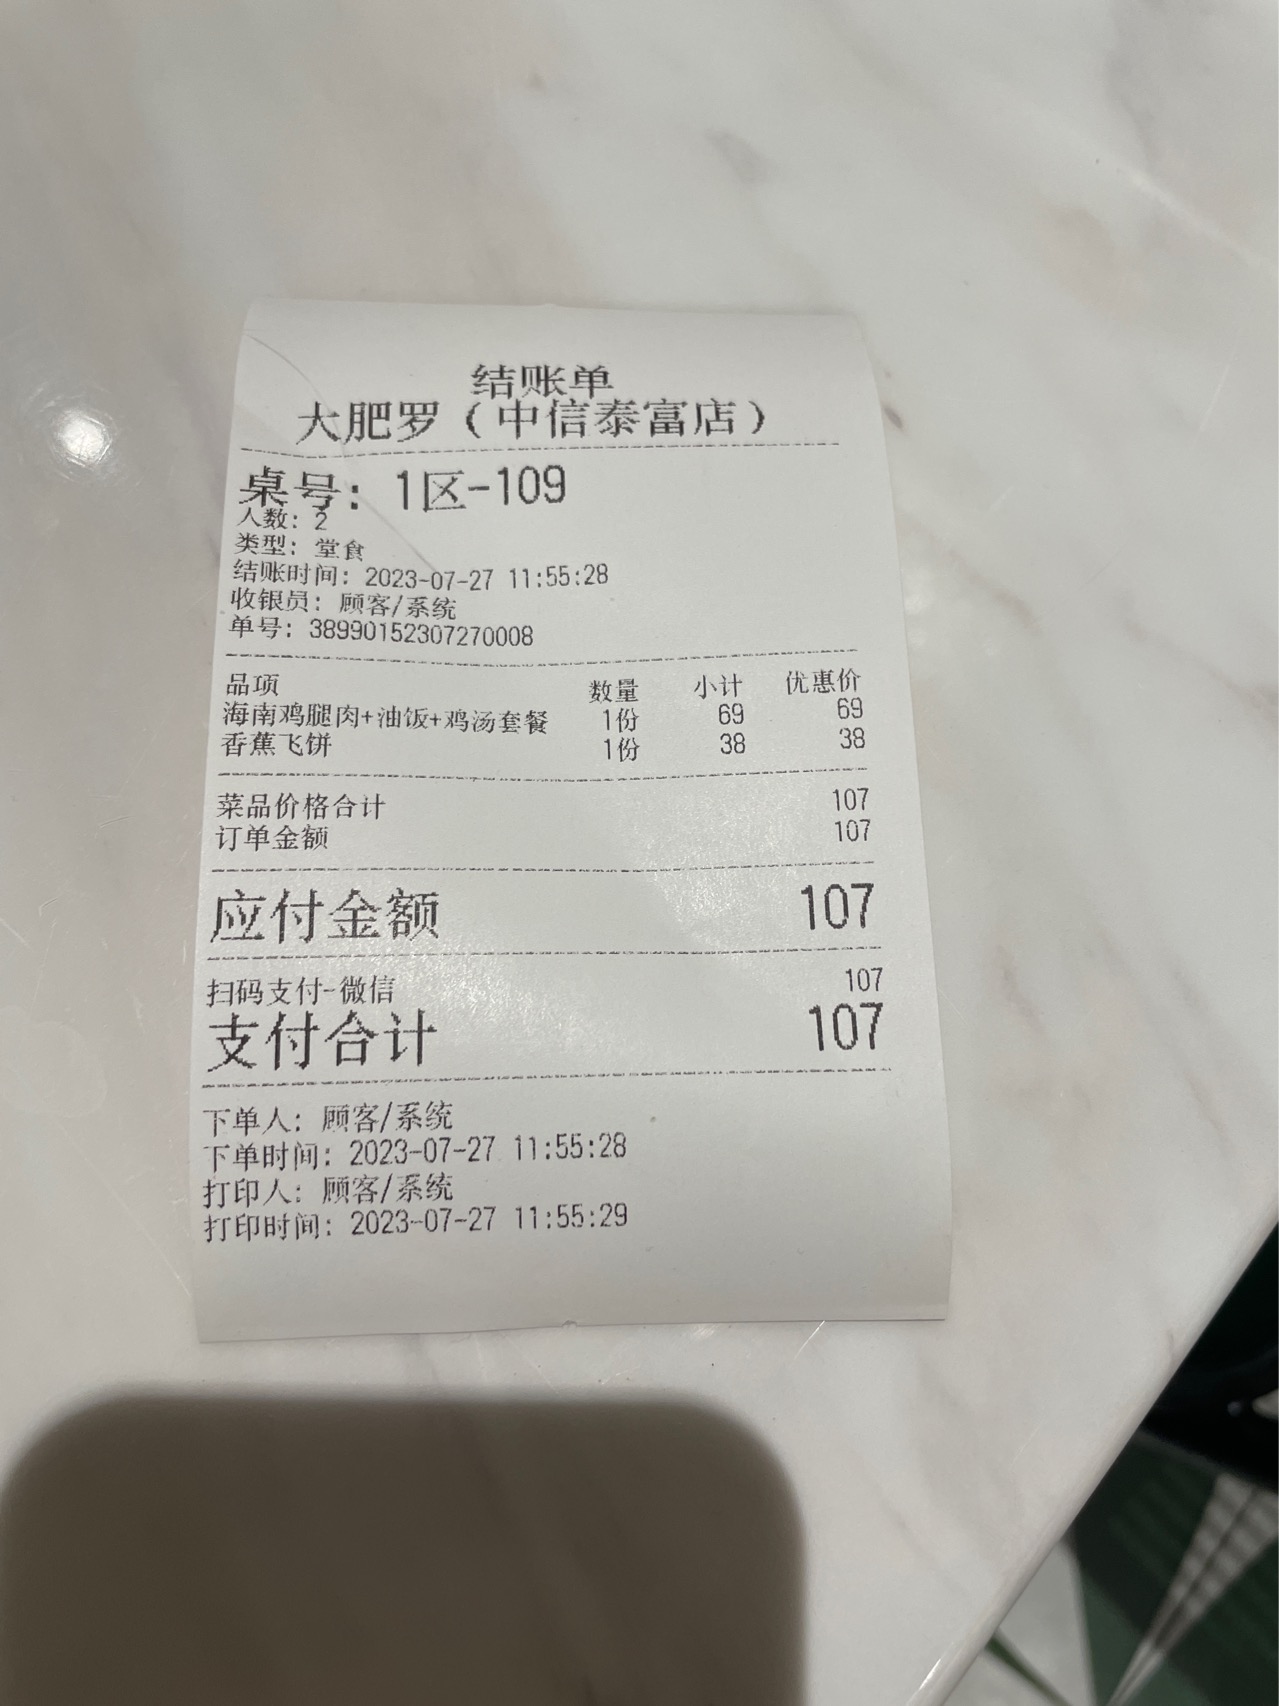 结账单
大肥罗（中信泰富店）
桌号：1区-109
人数：2
类型：堂食
结账时间：2023-07-27 11:55:28
收银员：顾客/系统
单号：38990152307270008
品项 数量 小计 优惠价
海南鸡腿肉+油饭+鸡汤套餐 1份 69 69
香蕉飞饼 1份 38 38
菜品价格合计 107
订单金额 107
应付金额 107
扫码支付-微信 107
支付合计 107
下单人：顾客/系统
下单时间：2023-07-27 11:55:28
打印人：顾客/系统
打印时间：2023-07-27 11:55:29